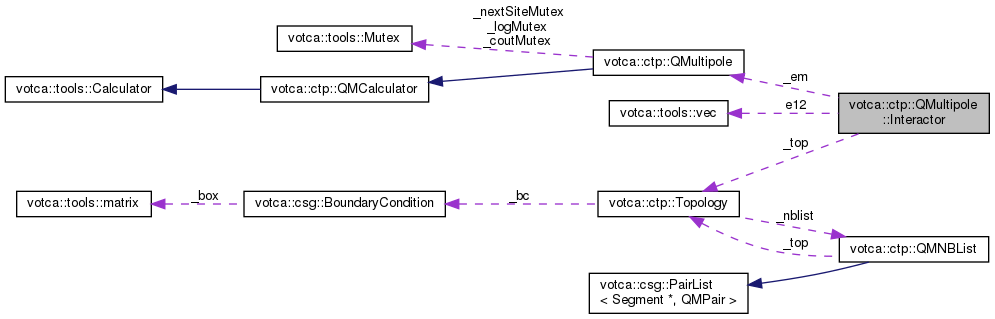 _nextSiteMutex
_logMutex
_coutMutex
votca::tools::Mutex
votca::ctp::QMultipole
_em
votca::tools::Calculator
votca::ctp::QMCalculator
votca::ctp::QMultipole
::Interactor
e12
votca::tools::vec
_top
_box
_bc
votca::tools::matrix
votca::csg::BoundaryCondition
votca::ctp::Topology
_nblist
_top
votca::ctp::QMNBList
votca::csg::PairList
< Segment *, QMPair >